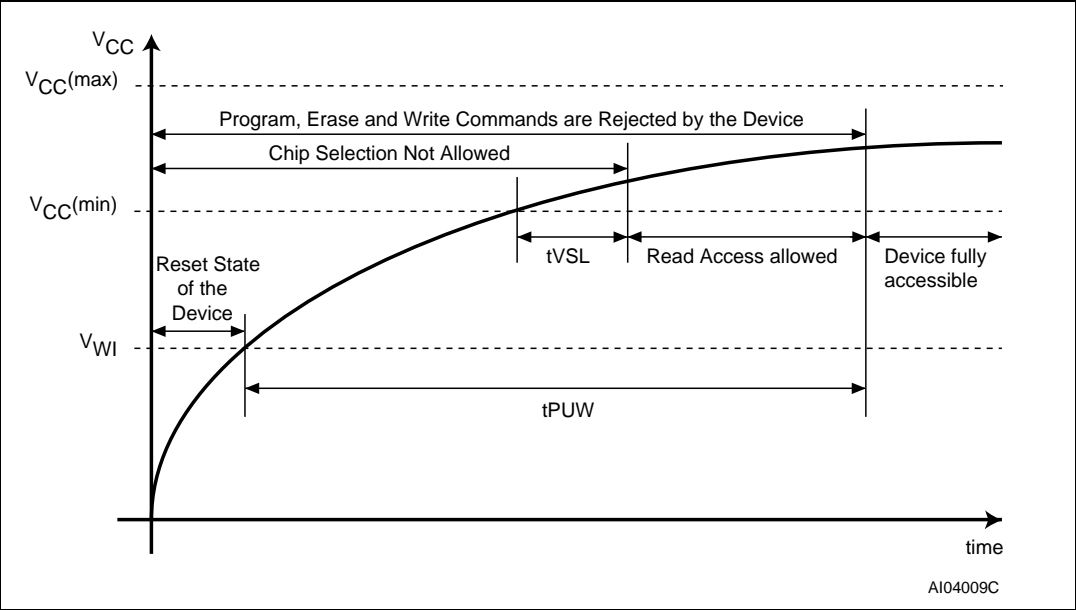 VCC
VCC(max)
Program, Erase and Write Commands are Rejected by the Device
Chip Selection Not Allowed
VCC(min)
tVSL
Read Access allowed
Device fully
accessible
Reset State
of the
Device
VWI
tPUW
time
AI04009C